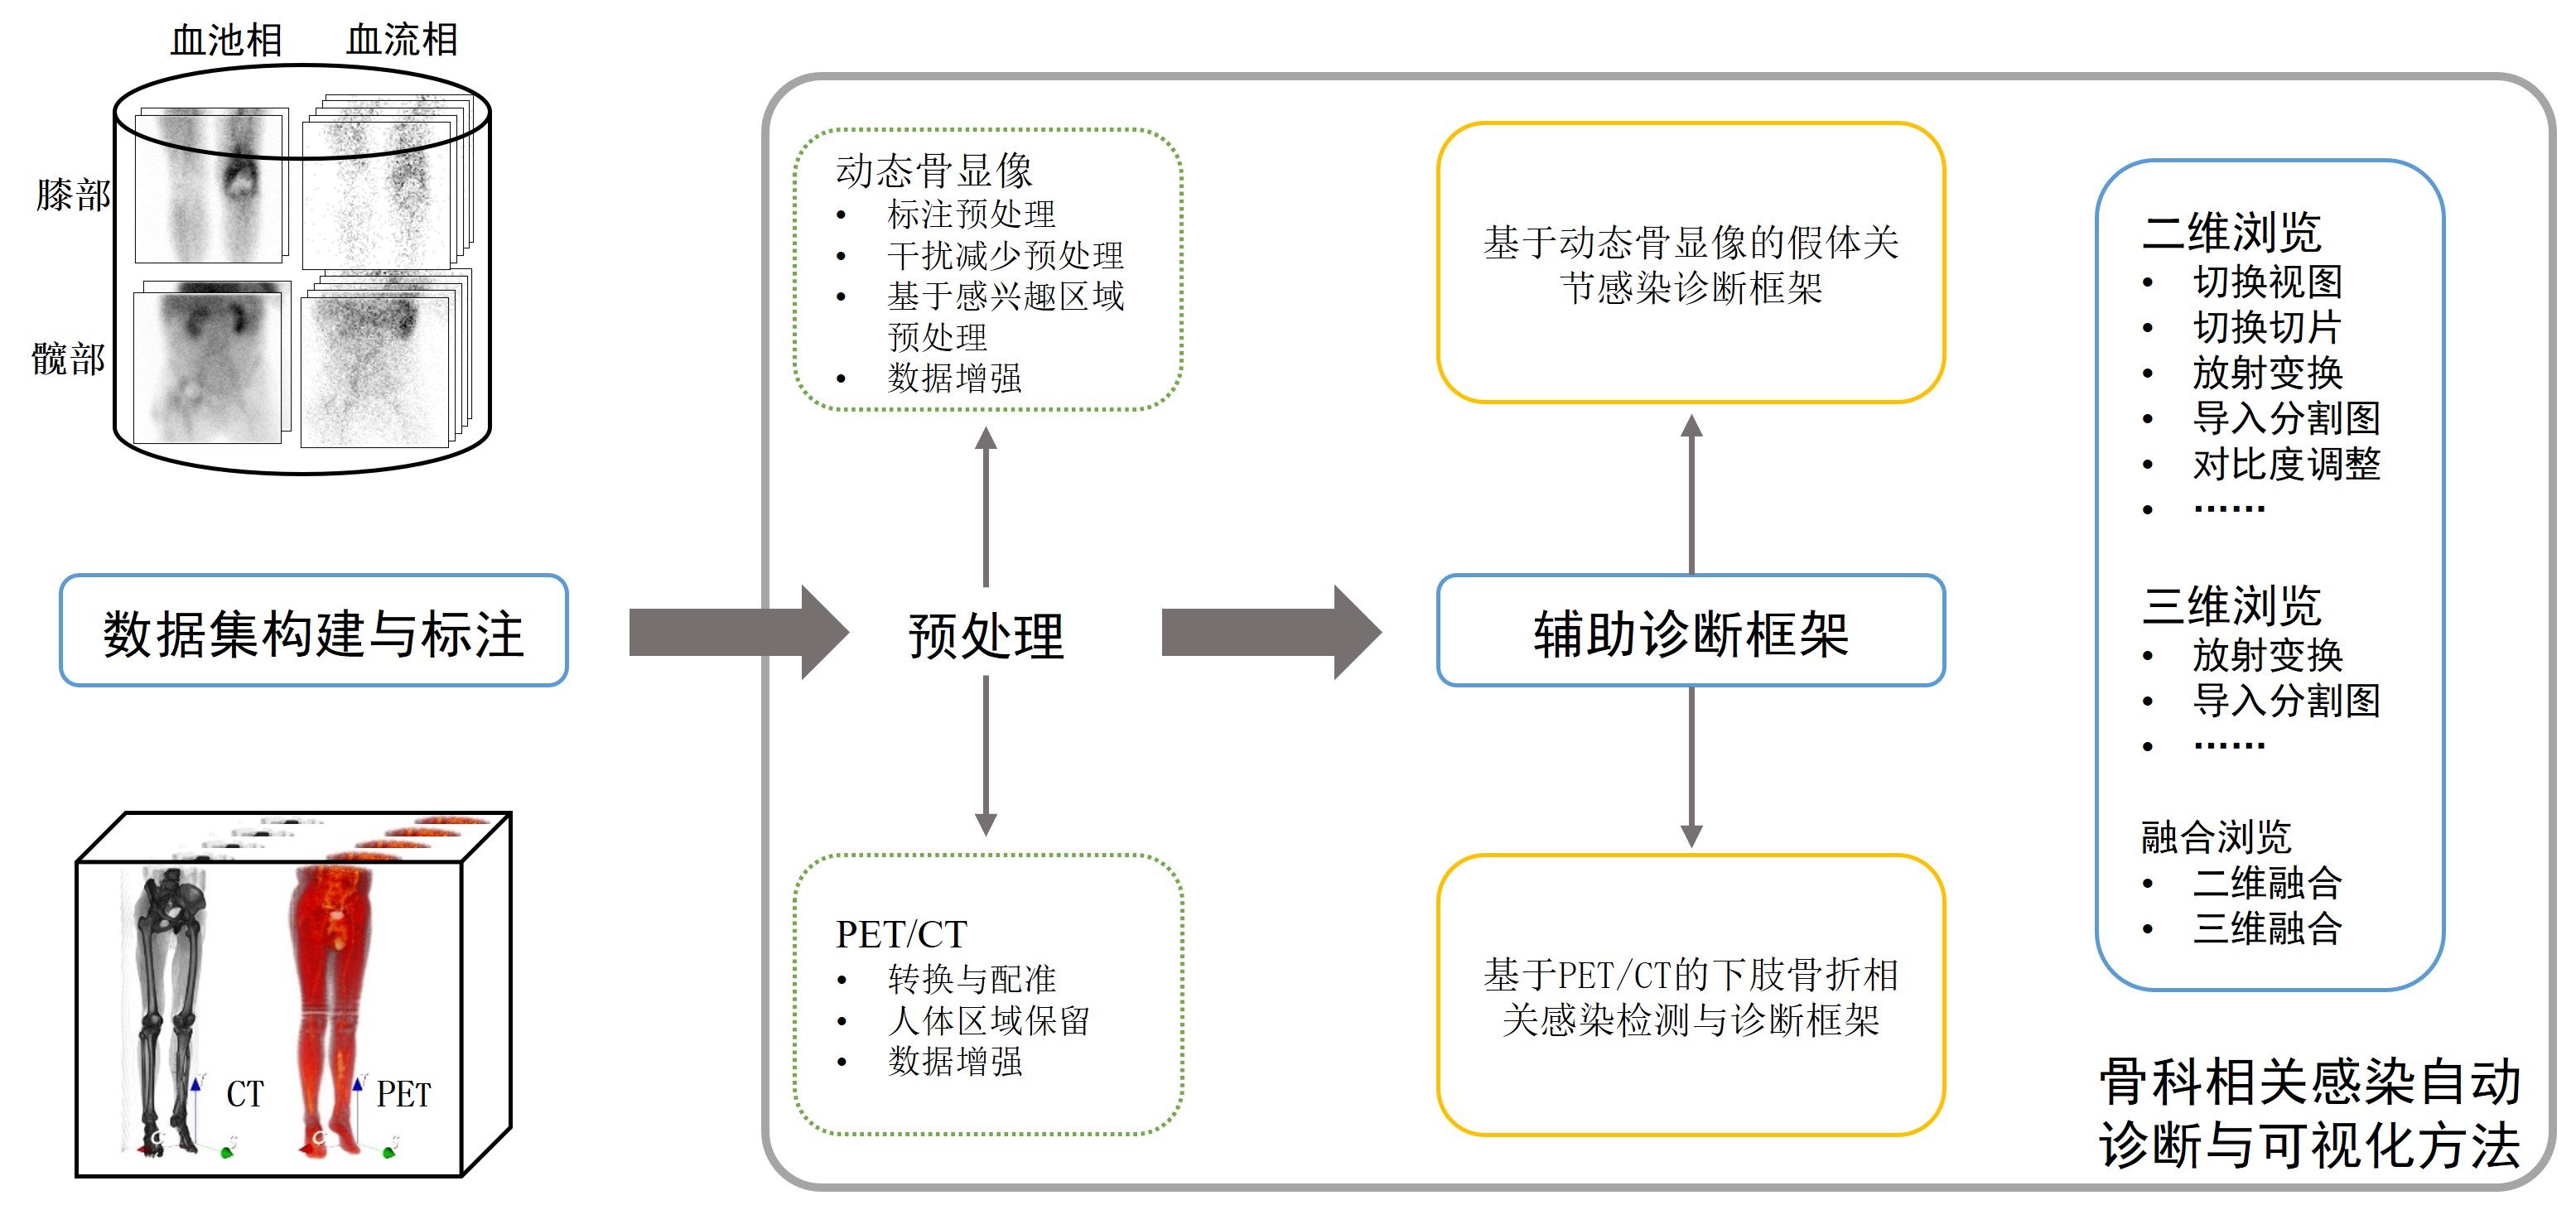 血池相 血流相
膝部
髋部
数据集构建与标注
CT
PET
动态骨显像
• 标注预处理
• 干扰减少预处理
• 基于感兴趣区域
预处理
• 数据增强
预处理
PET/CT
• 转换与配准
• 人体区域保留
• 数据增强
基于动态骨显像的假体关
节感染诊断框架
辅助诊断框架
基于PET/CT的下肢骨折相
关感染检测与诊断框架
二维浏览
• 切换视图
• 切换切片
• 放射变换
• 导入分割图
• 对比度调整
• ……
三维浏览
• 放射变换
• 导入分割图
• ……
融合浏览
• 二维融合
• 三维融合
骨科相关感染自动
诊断与可视化方法